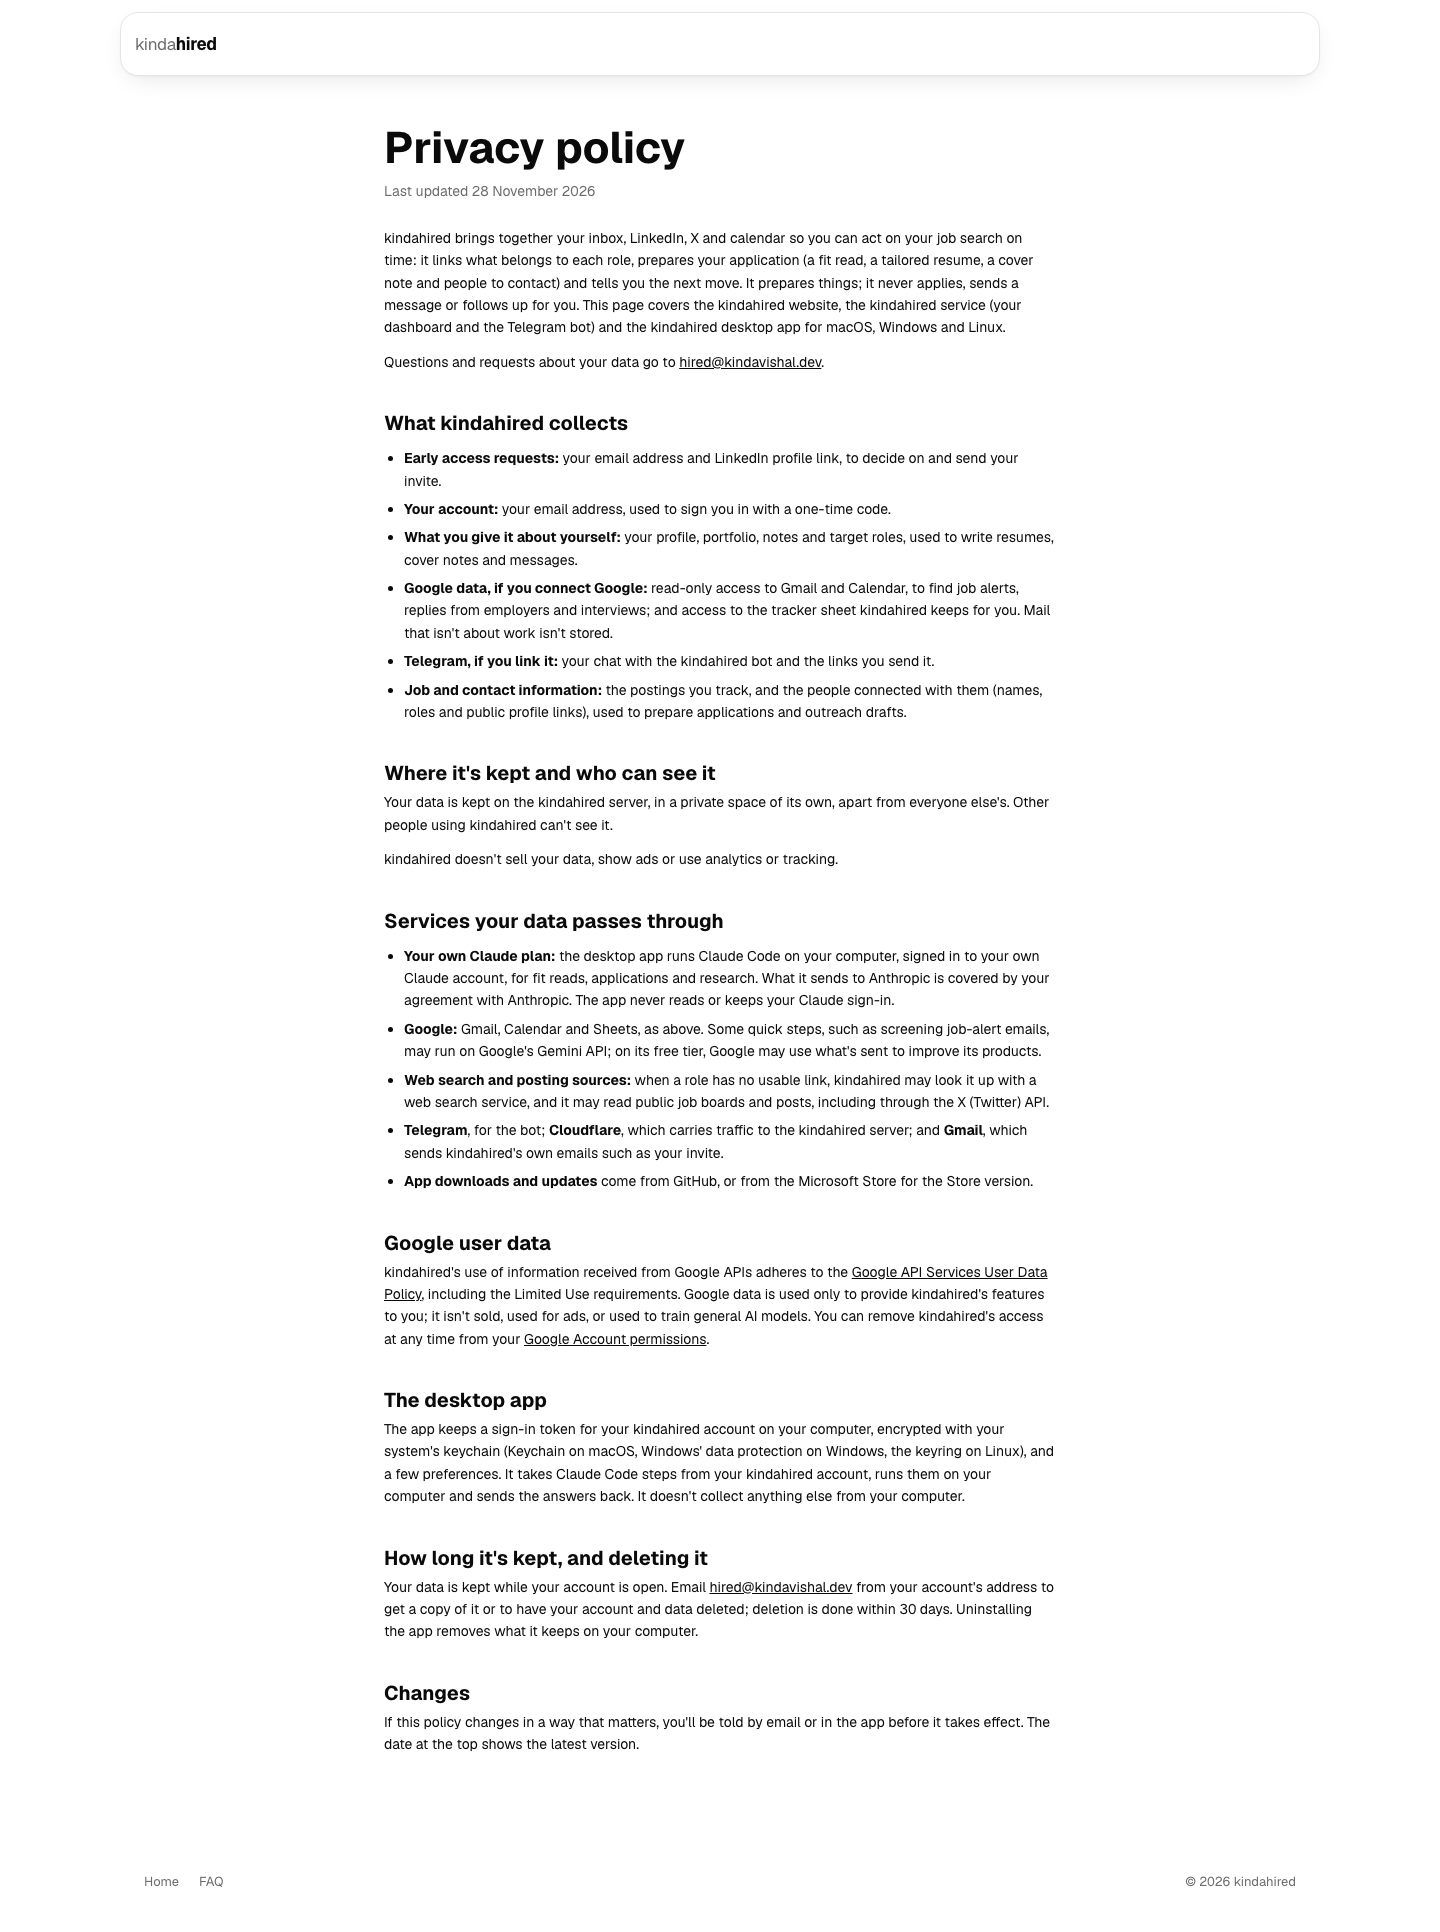 kindahired
Privacy policy
Last updated 28 November 2026
kindahired brings together your inbox, LinkedIn, X and calendar so you can act on your job search on
time: it links what belongs to each role, prepares your application (a fit read, a tailored resume, a cover
note and people to contact) and tells you the next move. It prepares things; it never applies, sends a
message or follows up for you. This page covers the kindahired website, the kindahired service (your
dashboard and the Telegram bot) and the kindahired desktop app for macOS, Windows and Linux.
Questions and requests about your data go to hired@kindavishal.dev.
What kindahired collects
• Early access requests: your email address and LinkedIn profile link, to decide on and send your
invite.
• Your account: your email address, used to sign you in with a one-time code.
• What you give it about yourself: your profile, portfolio, notes and target roles, used to write resumes,
cover notes and messages.
• Google data, if you connect Google: read-only access to Gmail and Calendar, to find job alerts,
replies from employers and interviews; and access to the tracker sheet kindahired keeps for you. Mail
that isn't about work isn't stored.
• Telegram, if you link it: your chat with the kindahired bot and the links you send it.
• Job and contact information: the postings you track, and the people connected with them (names,
roles and public profile links), used to prepare applications and outreach drafts.
Where it's kept and who can see it
Your data is kept on the kindahired server, in a private space of its own, apart from everyone else's. Other
people using kindahired can't see it.
kindahired doesn't sell your data, show ads or use analytics or tracking.
Services your data passes through
• Your own Claude plan: the desktop app runs Claude Code on your computer, signed in to your own
Claude account, for fit reads, applications and research. What it sends to Anthropic is covered by your
agreement with Anthropic. The app never reads or keeps your Claude sign-in.
• Google: Gmail, Calendar and Sheets, as above. Some quick steps, such as screening job-alert emails,
may run on Google's Gemini API; on its free tier, Google may use what's sent to improve its products.
• Web search and posting sources: when a role has no usable link, kindahired may look it up with a
web search service, and it may read public job boards and posts, including through the X (Twitter) API.
• Telegram, for the bot; Cloudflare, which carries traffic to the kindahired server; and Gmail, which
sends kindahired's own emails such as your invite.
• App downloads and updates come from GitHub, or from the Microsoft Store for the Store version.
Google user data
kindahired's use of information received from Google APIs adheres to the Google API Services User Data
Policy, including the Limited Use requirements. Google data is used only to provide kindahired's features
to you; it isn't sold, used for ads, or used to train general AI models. You can remove kindahired's access
at any time from your Google Account permissions.
The desktop app
The app keeps a sign-in token for your kindahired account on your computer, encrypted with your
system's keychain (Keychain on macOS, Windows' data protection on Windows, the keyring on Linux), and
a few preferences. It takes Claude Code steps from your kindahired account, runs them on your
computer and sends the answers back. It doesn't collect anything else from your computer.
How long it's kept, and deleting it
Your data is kept while your account is open. Email hired@kindavishal.dev from your account's address to
get a copy of it or to have your account and data deleted; deletion is done within 30 days. Uninstalling
the app removes what it keeps on your computer.
Changes
If this policy changes in a way that matters, you'll be told by email or in the app before it takes effect. The
date at the top shows the latest version.
Home FAQ © 2026 kindahired